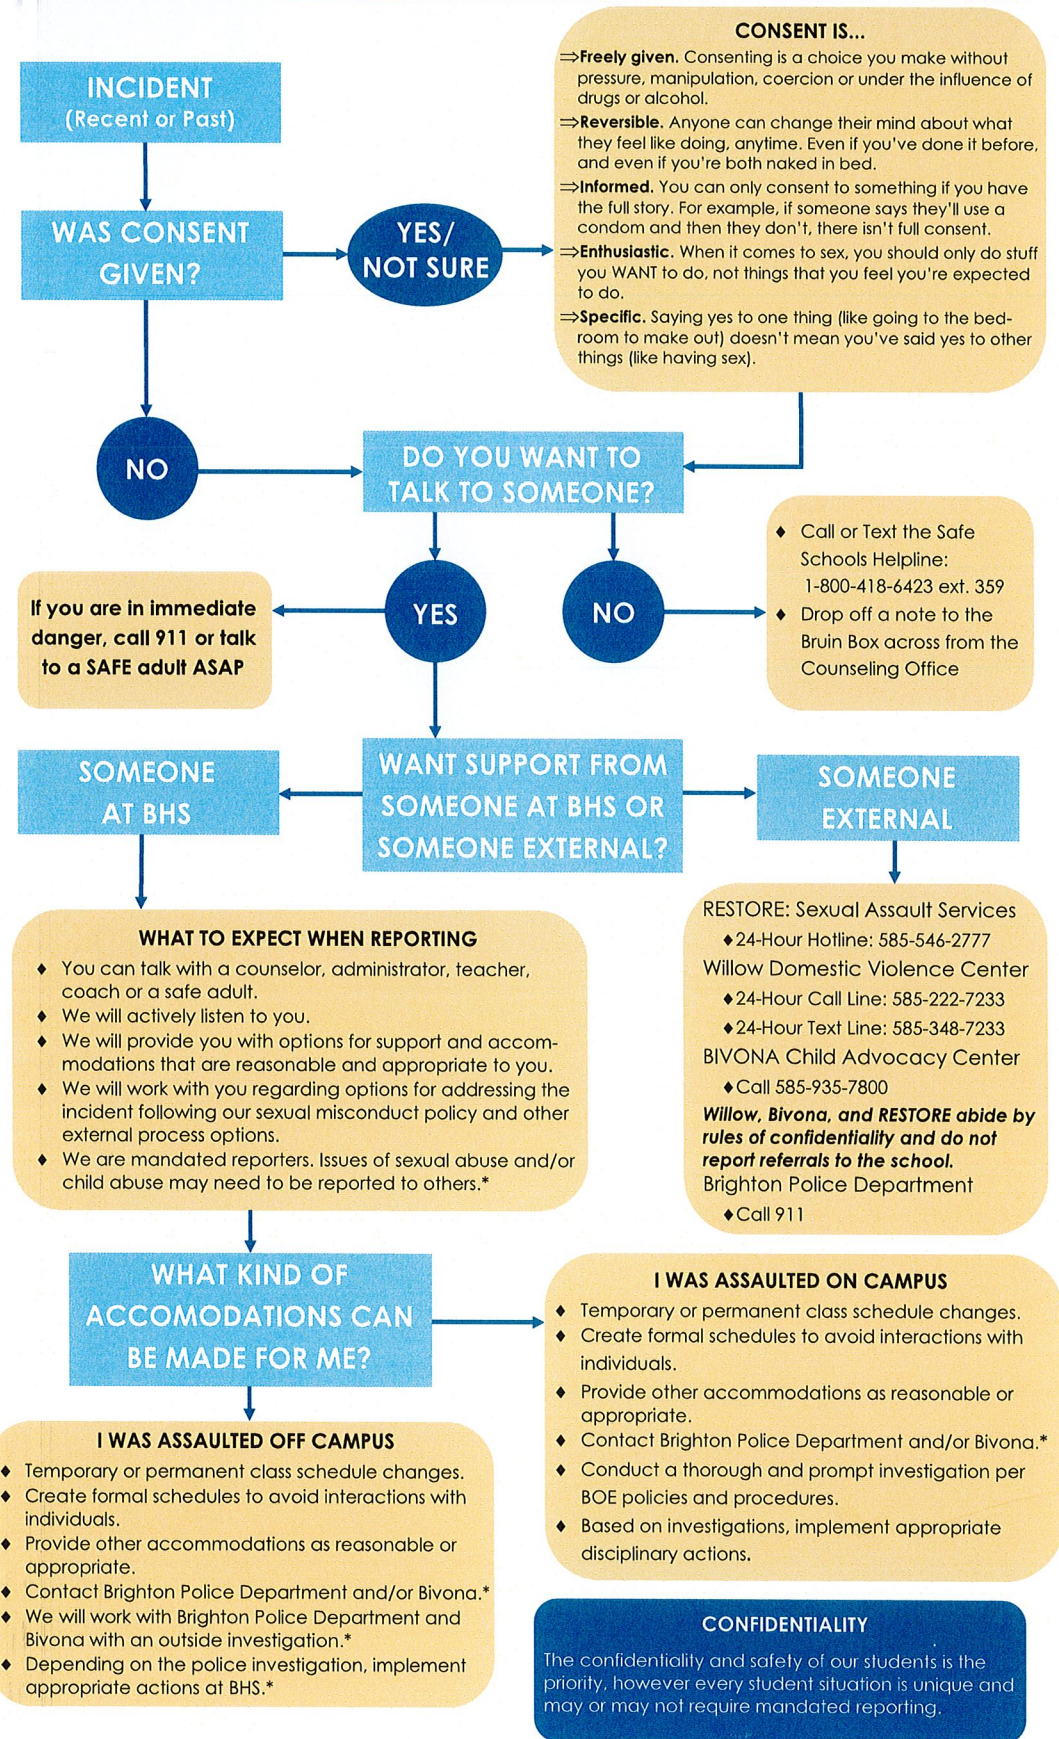 INCIDENT
(Recent or Past)
WAS CONSENT
GIVEN?
YES/
NOT SURE
CONSENT IS...
⇒Freely given. Consenting is a choice you make without
pressure, manipulation, coercion or under the influence of
drugs or alcohol.
⇒Reversible. Anyone can change their mind about what
they feel like doing, anytime. Even if you've done it before,
and even if you're both naked in bed.
⇒Informed. You can only consent to something if you have
the full story. For example, if someone says they'll use a
condom and then they don't, there isn't full consent.
⇒Enthusiastic. When it comes to sex, you should only do stuff
you WANT to do, not things that you feel you're expected
to do.
⇒Specific. Saying yes to one thing (like going to the bed-
room to make out) doesn't mean you've said yes to other
things (like having sex).
NO
DO YOU WANT TO
TALK TO SOMEONE?
If you are in immediate
danger, call 911 or talk
to a SAFE adult ASAP
YES
NO
♦ Call or Text the Safe
Schools Helpline:
1-800-418-6423 ext. 359
♦ Drop off a note to the
Bruin Box across from the
Counseling Office
SOMEONE
AT BHS
WANT SUPPORT FROM
SOMEONE AT BHS OR
SOMEONE EXTERNAL?
SOMEONE
EXTERNAL
WHAT TO EXPECT WHEN REPORTING
♦ You can talk with a counselor, administrator, teacher,
coach or a safe adult.
♦ We will actively listen to you.
♦ We will provide you with options for support and accom-
modations that are reasonable and appropriate to you.
♦ We will work with you regarding options for addressing the
incident following our sexual misconduct policy and other
external process options.
♦ We are mandated reporters. Issues of sexual abuse and/or
child abuse may need to be reported to others.*
RESTORE: Sexual Assault Services
♦24-Hour Hotline: 585-546-2777
Willow Domestic Violence Center
♦24-Hour Call Line: 585-222-7233
♦24-Hour Text Line: 585-348-7233
BIVONA Child Advocacy Center
♦Call 585-935-7800
Willow, Bivona, and RESTORE abide by
rules of confidentiality and do not
report referrals to the school.
Brighton Police Department
♦Call 911
WHAT KIND OF
ACCOMODATIONS CAN
BE MADE FOR ME?
I WAS ASSAULTED ON CAMPUS
♦ Temporary or permanent class schedule changes.
♦ Create formal schedules to avoid interactions with
individuals.
♦ Provide other accommodations as reasonable or
appropriate.
♦ Contact Brighton Police Department and/or Bivona.*
♦ Conduct a thorough and prompt investigation per
BOE policies and procedures.
♦ Based on investigations, implement appropriate
disciplinary actions.
I WAS ASSAULTED OFF CAMPUS
♦ Temporary or permanent class schedule changes.
♦ Create formal schedules to avoid interactions with
individuals.
♦ Provide other accommodations as reasonable or
appropriate.
♦ Contact Brighton Police Department and/or Bivona.*
♦ We will work with Brighton Police Department and
Bivona with an outside investigation.*
♦ Depending on the police investigation, implement
appropriate actions at BHS.*
CONFIDENTIALITY
The confidentiality and safety of our students is the
priority, however every student situation is unique and
may or may not require mandated reporting.